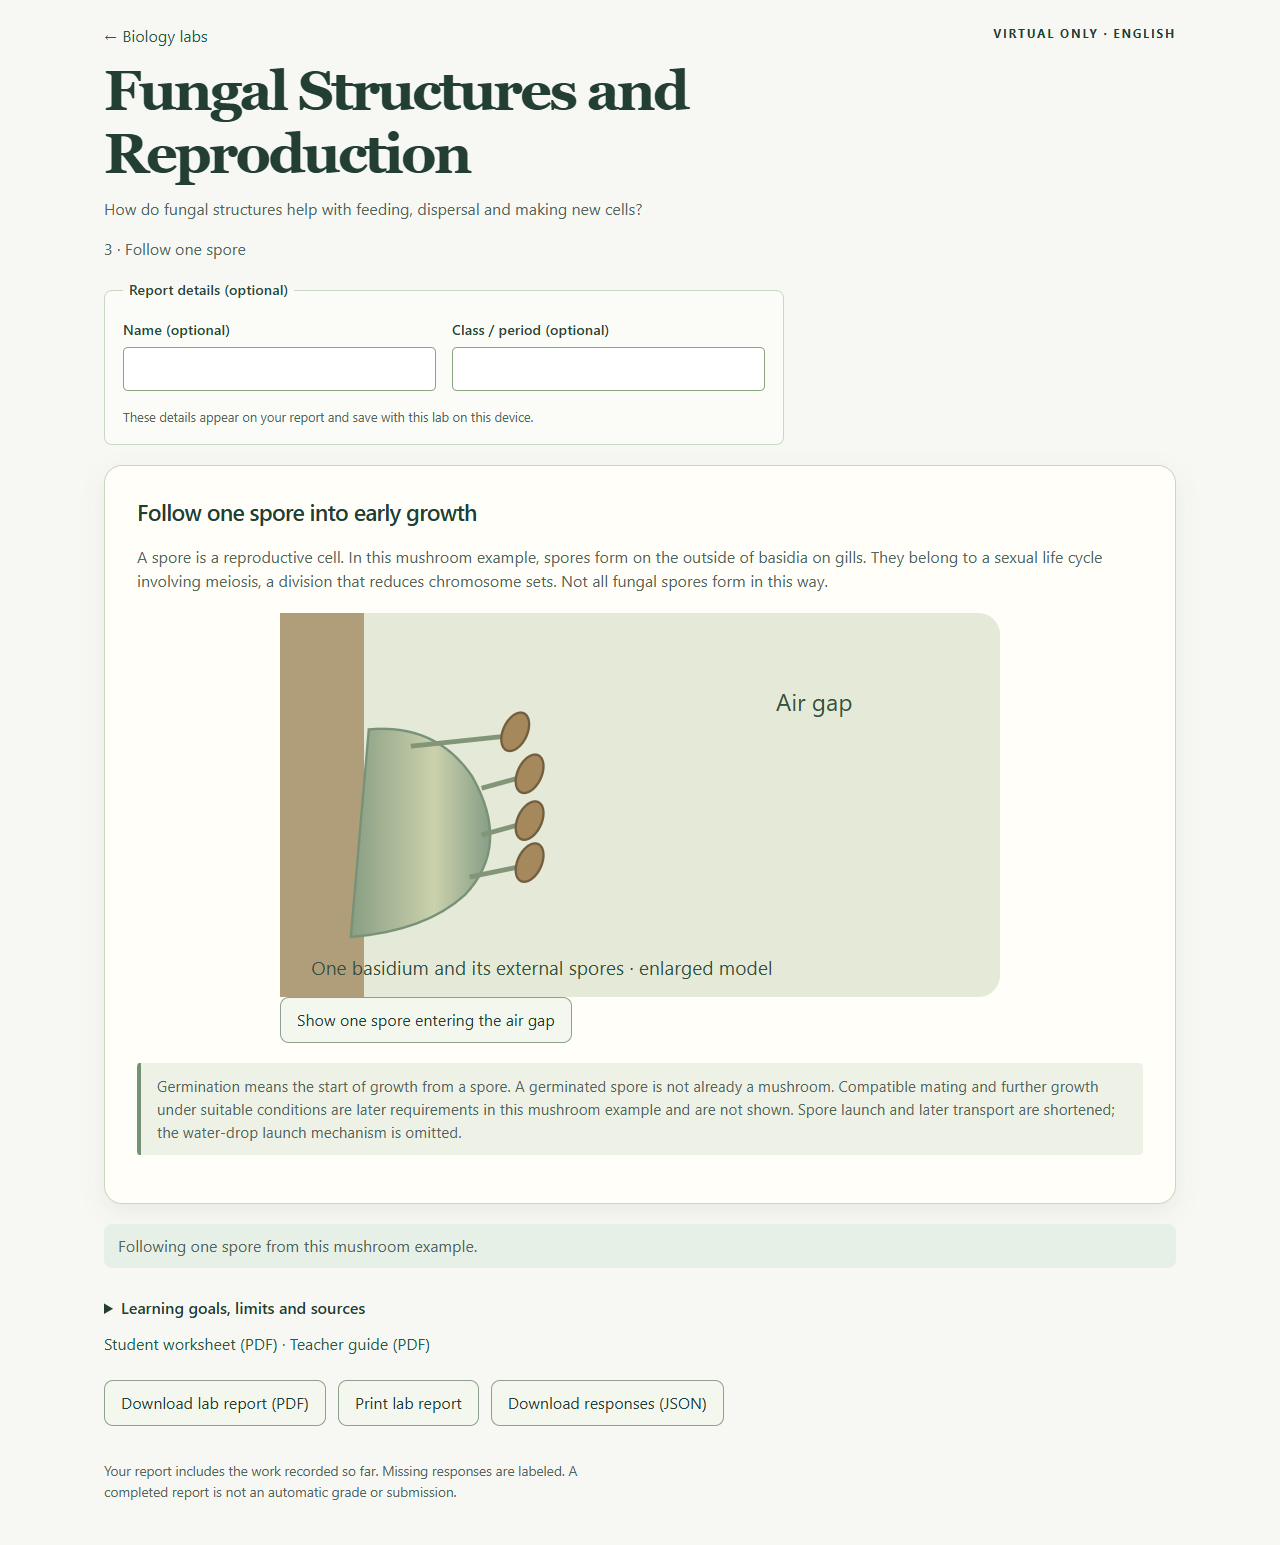 ← Biology labs
VIRTUAL ONLY · ENGLISH
Fungal Structures and
Reproduction
How do fungal structures help with feeding, dispersal and making new cells?
3 · Follow one spore
Report details (optional)
Name (optional)
Class / period (optional)
These details appear on your report and save with this lab on this device.
Follow one spore into early growth
A spore is a reproductive cell. In this mushroom example, spores form on the outside of basidia on gills. They belong to a sexual life cycle
involving meiosis, a division that reduces chromosome sets. Not all fungal spores form in this way.
Air gap
One basidium and its external spores · enlarged model
Show one spore entering the air gap
Germination means the start of growth from a spore. A germinated spore is not already a mushroom. Compatible mating and further growth
under suitable conditions are later requirements in this mushroom example and are not shown. Spore launch and later transport are shortened;
the water-drop launch mechanism is omitted.
Following one spore from this mushroom example.
▶ Learning goals, limits and sources
Student worksheet (PDF) · Teacher guide (PDF)
Download lab report (PDF)
Print lab report
Download responses (JSON)
Your report includes the work recorded so far. Missing responses are labeled. A
completed report is not an automatic grade or submission.